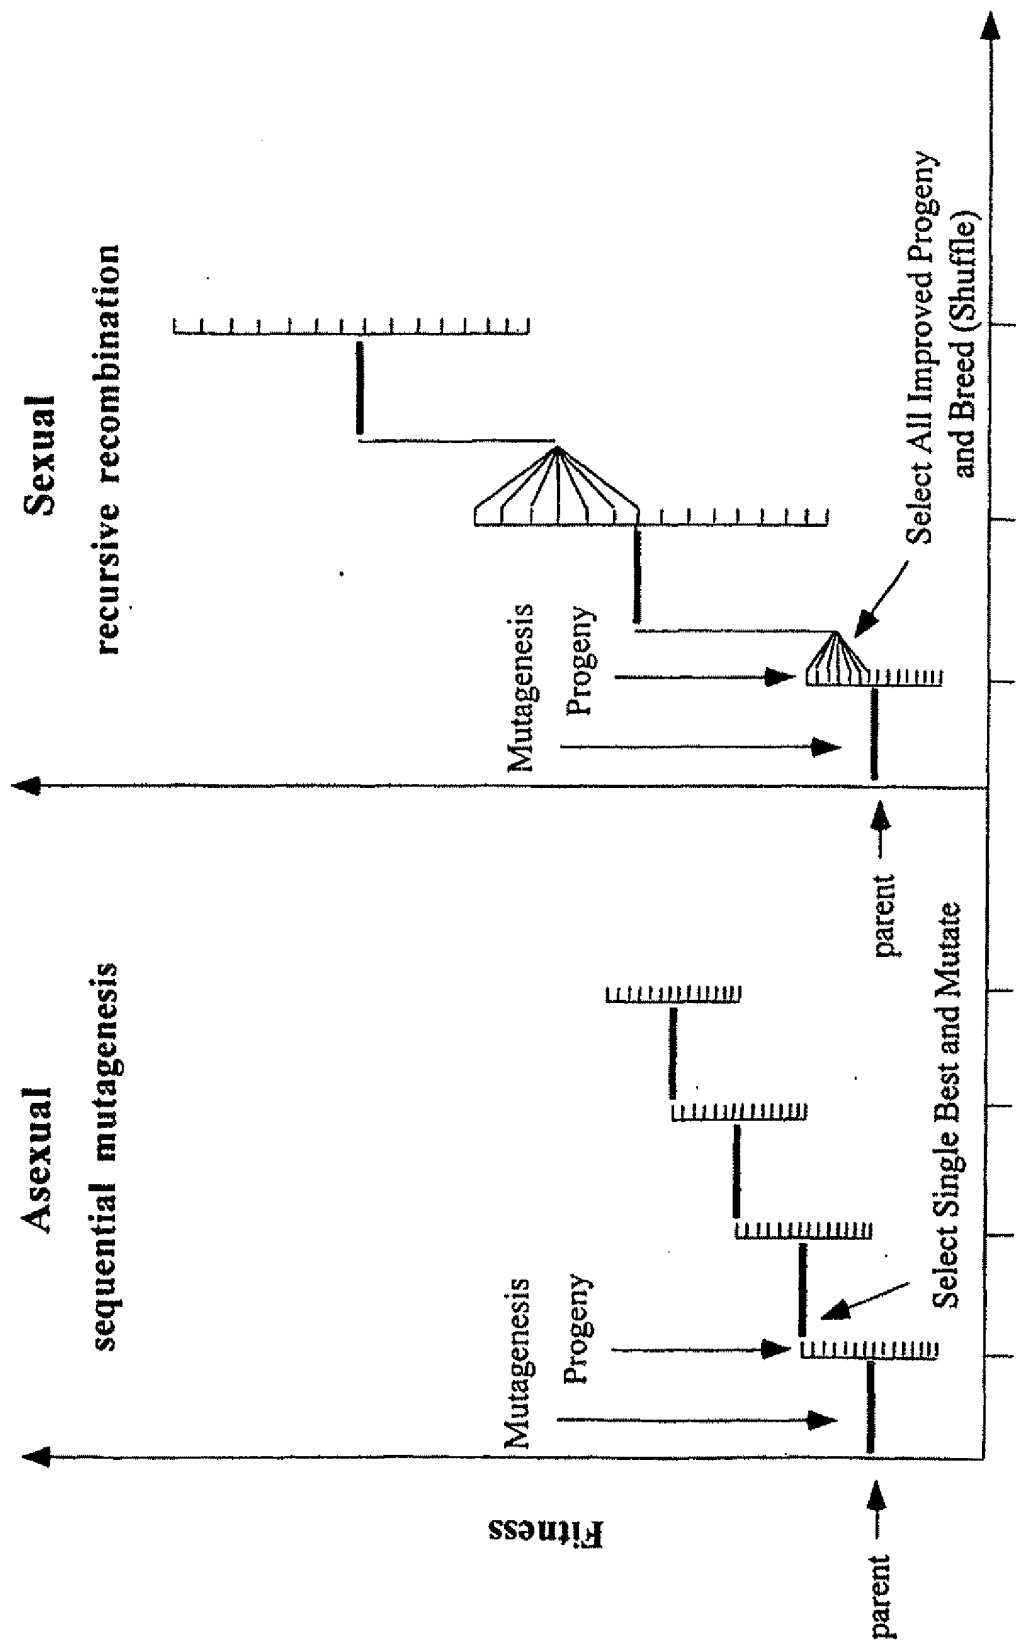 Asexual
sequential mutagenesis
Fitness
Mutagenesis
Progeny
parent
Select Single Best and Mutate
Sexual
recursive recombination
Mutagenesis
Progeny
parent
Select All Improved Progeny
and Breed (Shuffle)